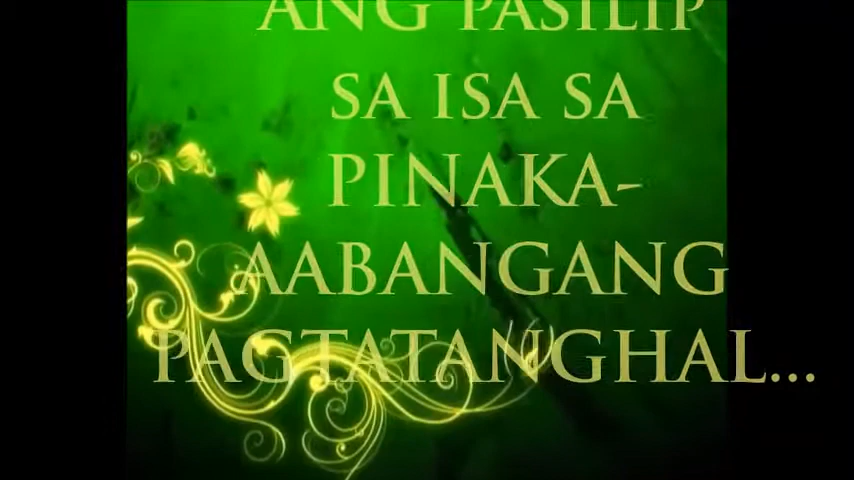 ANG PASILIP
SA ISA SA
PINAKA-
AABANGANG
PAGTATANGHAL...